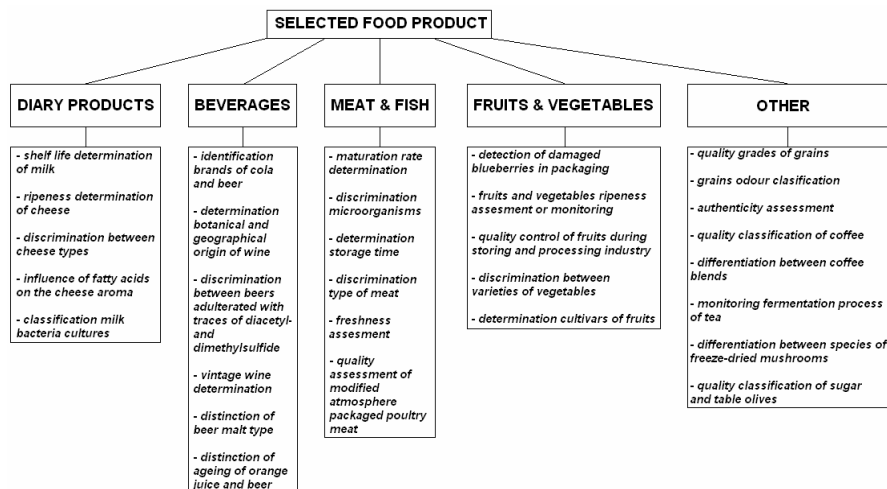 SELECTED FOOD PRODUCT
DIARY PRODUCTS
- shelf life determination
of milk
- ripeness determination
of cheese
- discrimination between
cheese types
- influence of fatty acids
on the cheese aroma
- classification milk
bacteria cultures
BEVERAGES
- identification
brands of cola
and beer
- determination
botanical and
geographical
origin of wine
- discrimination
between beers
adulterated with
traces of diacetyl-
and
dimethylsulfide
- vintage wine
determination
- distinction of
beer malt type
- distinction of
ageing of orange
juice and beer
MEAT & FISH
- maturation rate
determination
- discrimination
microorganisms
- determination
storage time
- discrimination
type of meat
- freshness
assesment
- quality
assessment of
modified
atmosphere
packaged poultry
meat
FRUITS & VEGETABLES
- detection of damaged
blueberries in packaging
- fruits and vegetables ripeness
assesment or monitoring
- quality control of fruits during
storing and processing industry
- discrimination between
varieties of vegetables
- determination cultivars of fruits
OTHER
- quality grades of grains
- grains odour clasification
- authenticity assessment
- quality classification of coffee
- differentiation between coffee
blends
- monitoring fermentation process
of tea
- differentiation between species of
freeze-dried mushrooms
- quality classification of sugar
and table olives